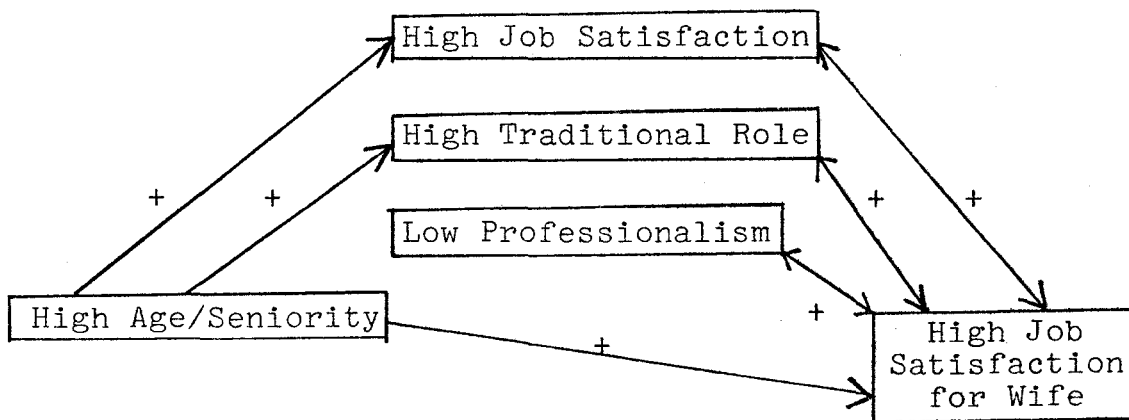 High Job Satisfaction
High Traditional Role
+
+
+
+
Low Professionalism
High Age/Seniority
+
+
High Job
Satisfaction
for Wife